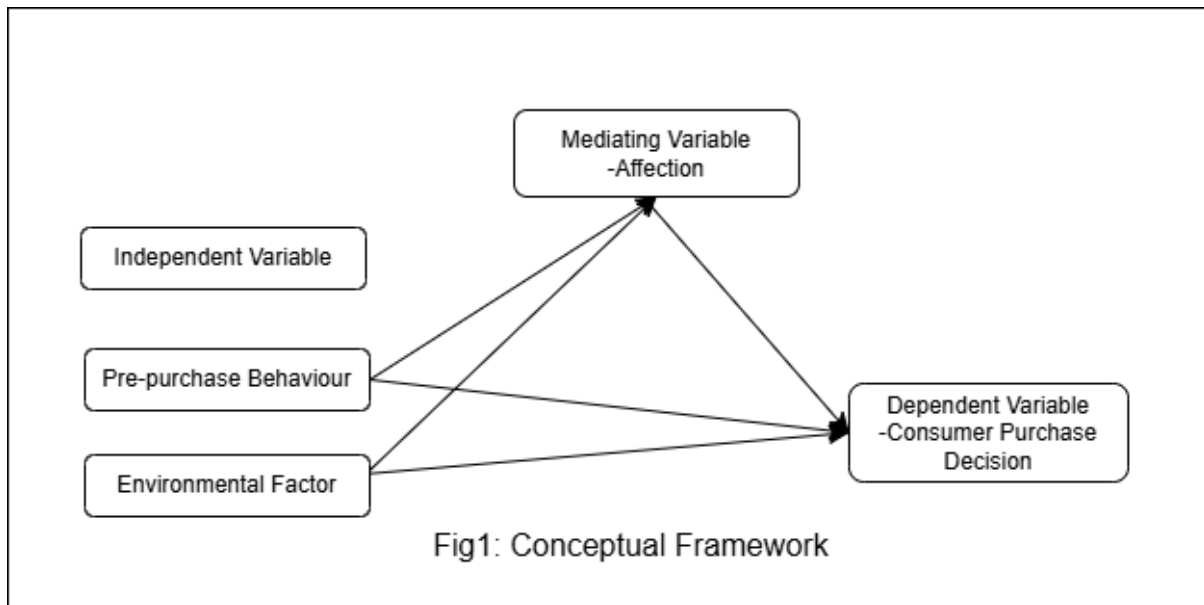 Mediating Variable
-Affection
Independent Variable
Pre-purchase Behaviour
Dependent Variable
-Consumer Purchase
Decision
Environmental Factor
Fig1: Conceptual Framework